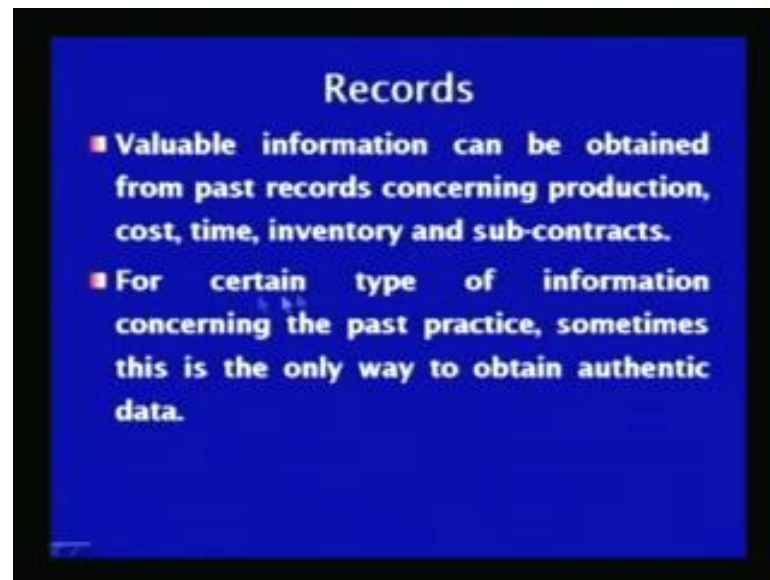 Records
Valuable information can be obtained
from past records concerning production,
cost, time, inventory and sub-contracts.
For certain type of information
concerning the past practice, sometimes
this is the only way to obtain authentic
data.